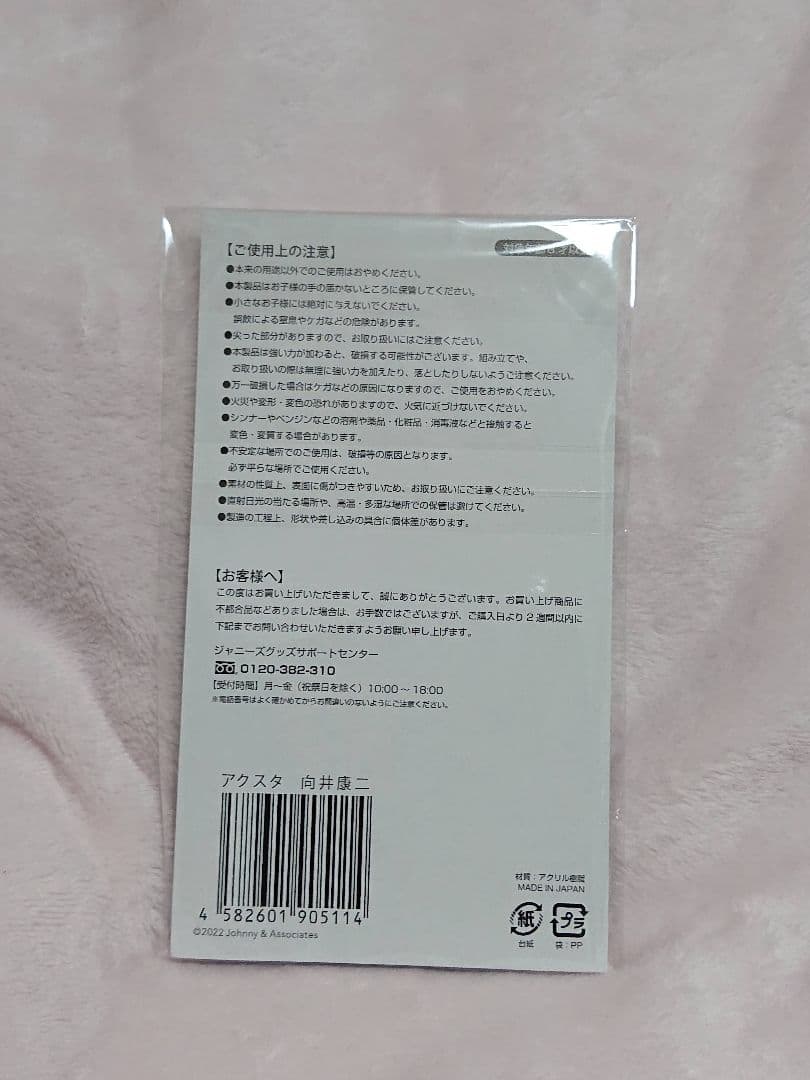 【ご使用上の注意】
●本来の用途以外でのご使用はおやめください。
●本製品はお子様の手の届かないところに保管してください。
●小さなお子様には絶対に与えないでください。
誤飲による窒息やケガなどの危険があります。
●尖った部分がありますので、お取り扱いにはご注意ください。
●本製品は強い力が加わると、破損する可能性がございます。組み立てや、
お取り扱いの際は無理に強い力を加えたり、落としたりしないようご注意ください。
●万一破損した場合はケガなどの原因になりますので、ご使用をおやめください。
●火災や変形・変色の恐れがありますので、火気に近づけないでください。
●シンナーやベンジンなどの溶剤や薬品・化粧品・消毒液などと接触すると
変色・変質する場合があります。
●不安定な場所でのご使用は、破損等の原因となります。
必ず平らな場所でご使用ください。
●素材の性質上、表面に傷がつきやすいため、お取り扱いにご注意ください。
●直射日光の当たる場所や、高温・多湿な場所での保管は避けてください。
●製造の工程上、形状や差し込みの具合に個体差があります。
【お客様へ】
この度はお買い上げいただきまして、誠にありがとうございます。お買い上げ商品に
不都合品などありました場合は、お手数ではございますが、ご購入日より2週間以内に
下記までお問い合わせいただきますようお願い申し上げます。
ジャニーズグッズサポートセンター
0120-382-310
【受付時間】月～金（祝祭日を除く）10:00～18:00
※電話番号はよく確かめてからお間違いのないようにご注意ください。
アクスタ 向井康二
4 582601 905114
©2022 Johnny & Associates
材質：アクリル樹脂
MADE IN JAPAN
紙
プラ
台紙
袋：PP